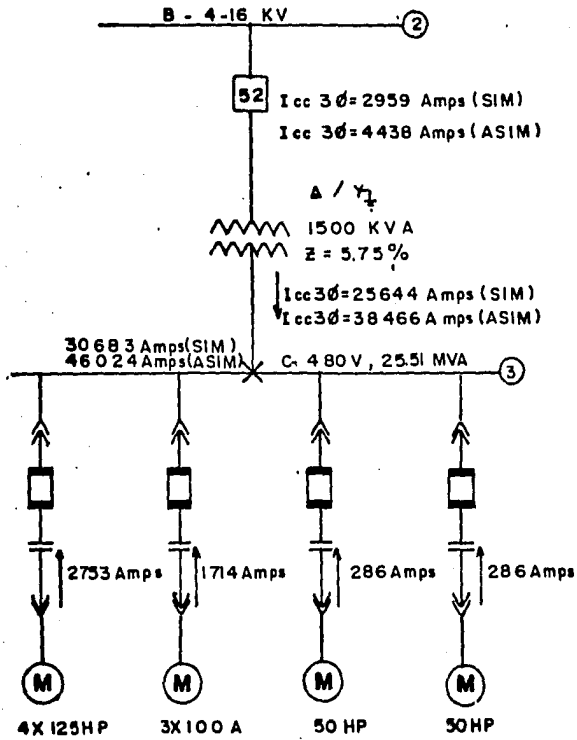 B - 4-16 KV
2
52
Icc 3Ø=2959 Amps (SIM)
Icc 3Ø=4438 Amps (ASIM)
Δ / Y
1500 KVA
Z = 5.75%
Icc3Ø=25644 Amps (SIM)
Icc3Ø=38466 Amps (ASIM)
30683 Amps(SIM)
46024 Amps(ASIM)
C- 480V, 25.51 MVA
3
2753 Amps
1714 Amps
286 Amps
286 Amps
M
M
M
M
4X125HP
3X100 A
50 HP
50HP